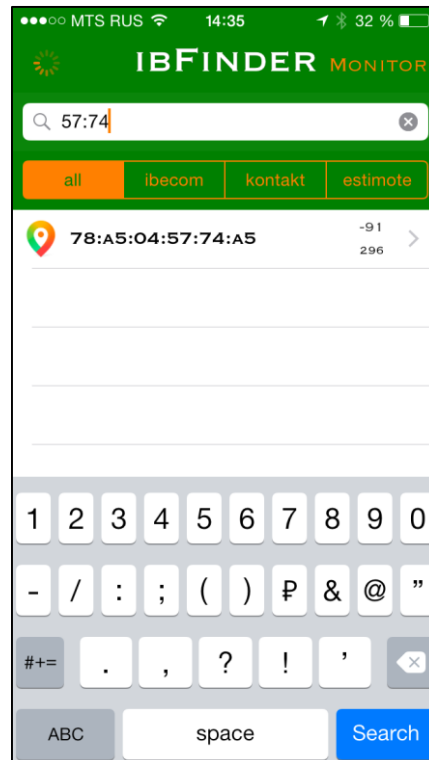 MTS RUS 14:35 32 %
IBFINDER MONITOR
57:74
all ibecom kontakt estimote
78:A5:04:57:74:A5 -91
296
1 2 3 4 5 6 7 8 9 0
- / : ; ( ) ₽ & @ ”
#+= . , ? ! ’
ABC space Search